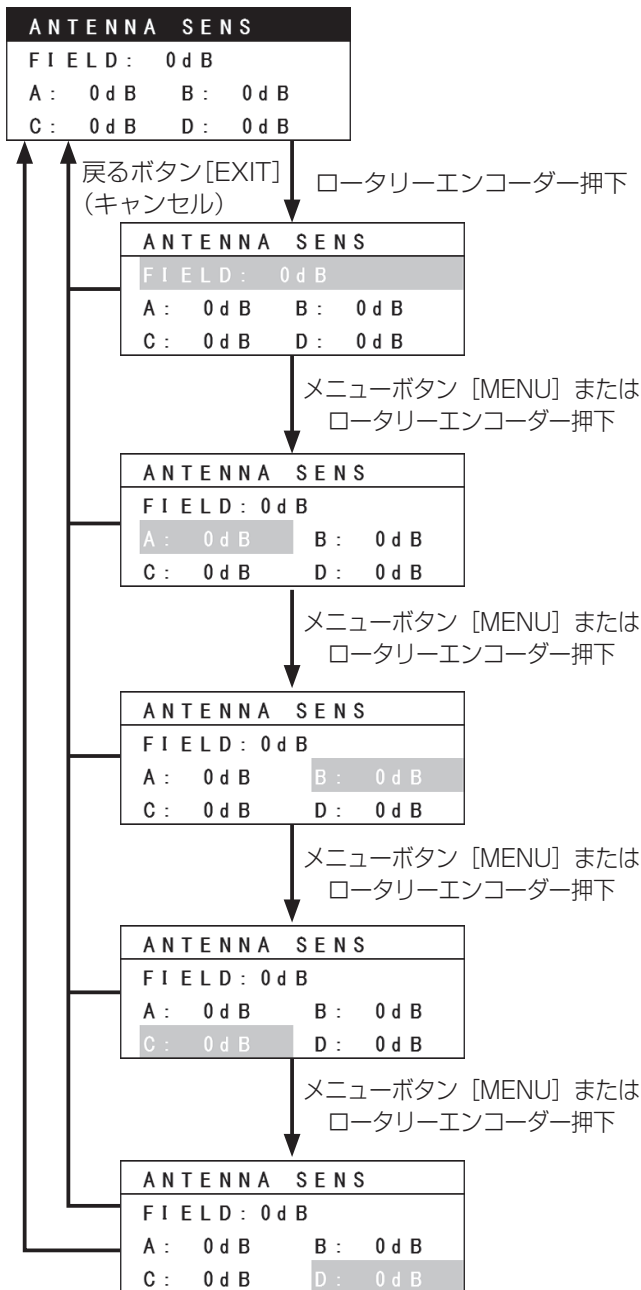 ANTENNA SENS
FIELD: 0dB
A: 0dB B: 0dB
C: 0dB D: 0dB
戻るボタン[EXIT]
(キャンセル)
ロータリーエンコーダー押下
ANTENNA SENS
FIELD: 0dB
A: 0dB B: 0dB
C: 0dB D: 0dB
メニューボタン [MENU] または
ロータリーエンコーダー押下
ANTENNA SENS
FIELD:0dB
A: 0dB B: 0dB
C: 0dB D: 0dB
メニューボタン [MENU] または
ロータリーエンコーダー押下
ANTENNA SENS
FIELD:0dB
A: 0dB B: 0dB
C: 0dB D: 0dB
メニューボタン [MENU] または
ロータリーエンコーダー押下
ANTENNA SENS
FIELD:0dB
A: 0dB B: 0dB
C: 0dB D: 0dB
メニューボタン [MENU] または
ロータリーエンコーダー押下
ANTENNA SENS
FIELD:0dB
A: 0dB B: 0dB
C: 0dB D: 0dB